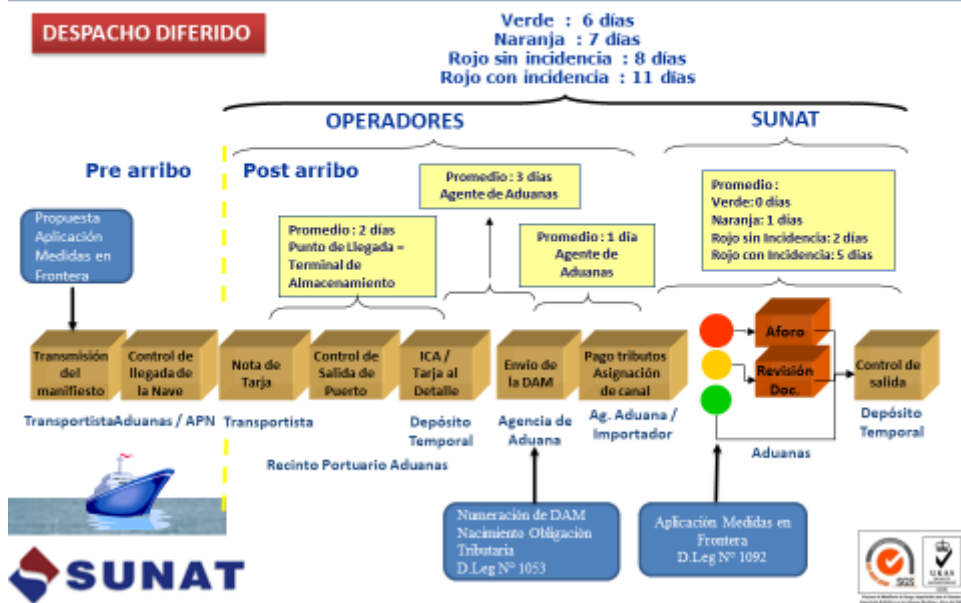 DESPACHO DIFERIDO
Verde : 6 días
Naranja : 7 días
Rojo sin incidencia : 8 días
Rojo con incidencia : 11 días
OPERADORES
SUNAT
Pre arribo
Post arribo
Propuesta
Aplicación
Medidas en
Frontera
Promedio : 2 días
Punto de Llegada –
Terminal de
Almacenamiento
Promedio : 3 días
Agente de Aduanas
Promedio : 1 día
Agente de
Aduanas
Promedio :
Verde: 0 días
Naranja: 1 días
Rojo sin Incidencia: 2 días
Rojo con Incidencia: 5 días
Transmisión
del
manifiesto
Control de
llegada de
la Nave
Nota de
Tarja
Control de
Salida de
Puerto
ICA /
Tarja al
Detalle
Envío de
la DAM
Pago tributos
Asignación
de canal
Aforo
Revisión
Doc.
Control de
salida
Transportista
Aduanas / APN
Transportista
Depósito
Temporal
Agencia de
Aduana
Ag. Aduana /
Importador
Aduanas
Depósito
Temporal
Recinto Portuario Aduanas
Numeración de DAM
Nacimiento Obligación
Tributaria
D.Leg Nº 1053
Aplicación Medidas en
Frontera
D.Leg Nº 1092
SUNAT
SGS
UKAS